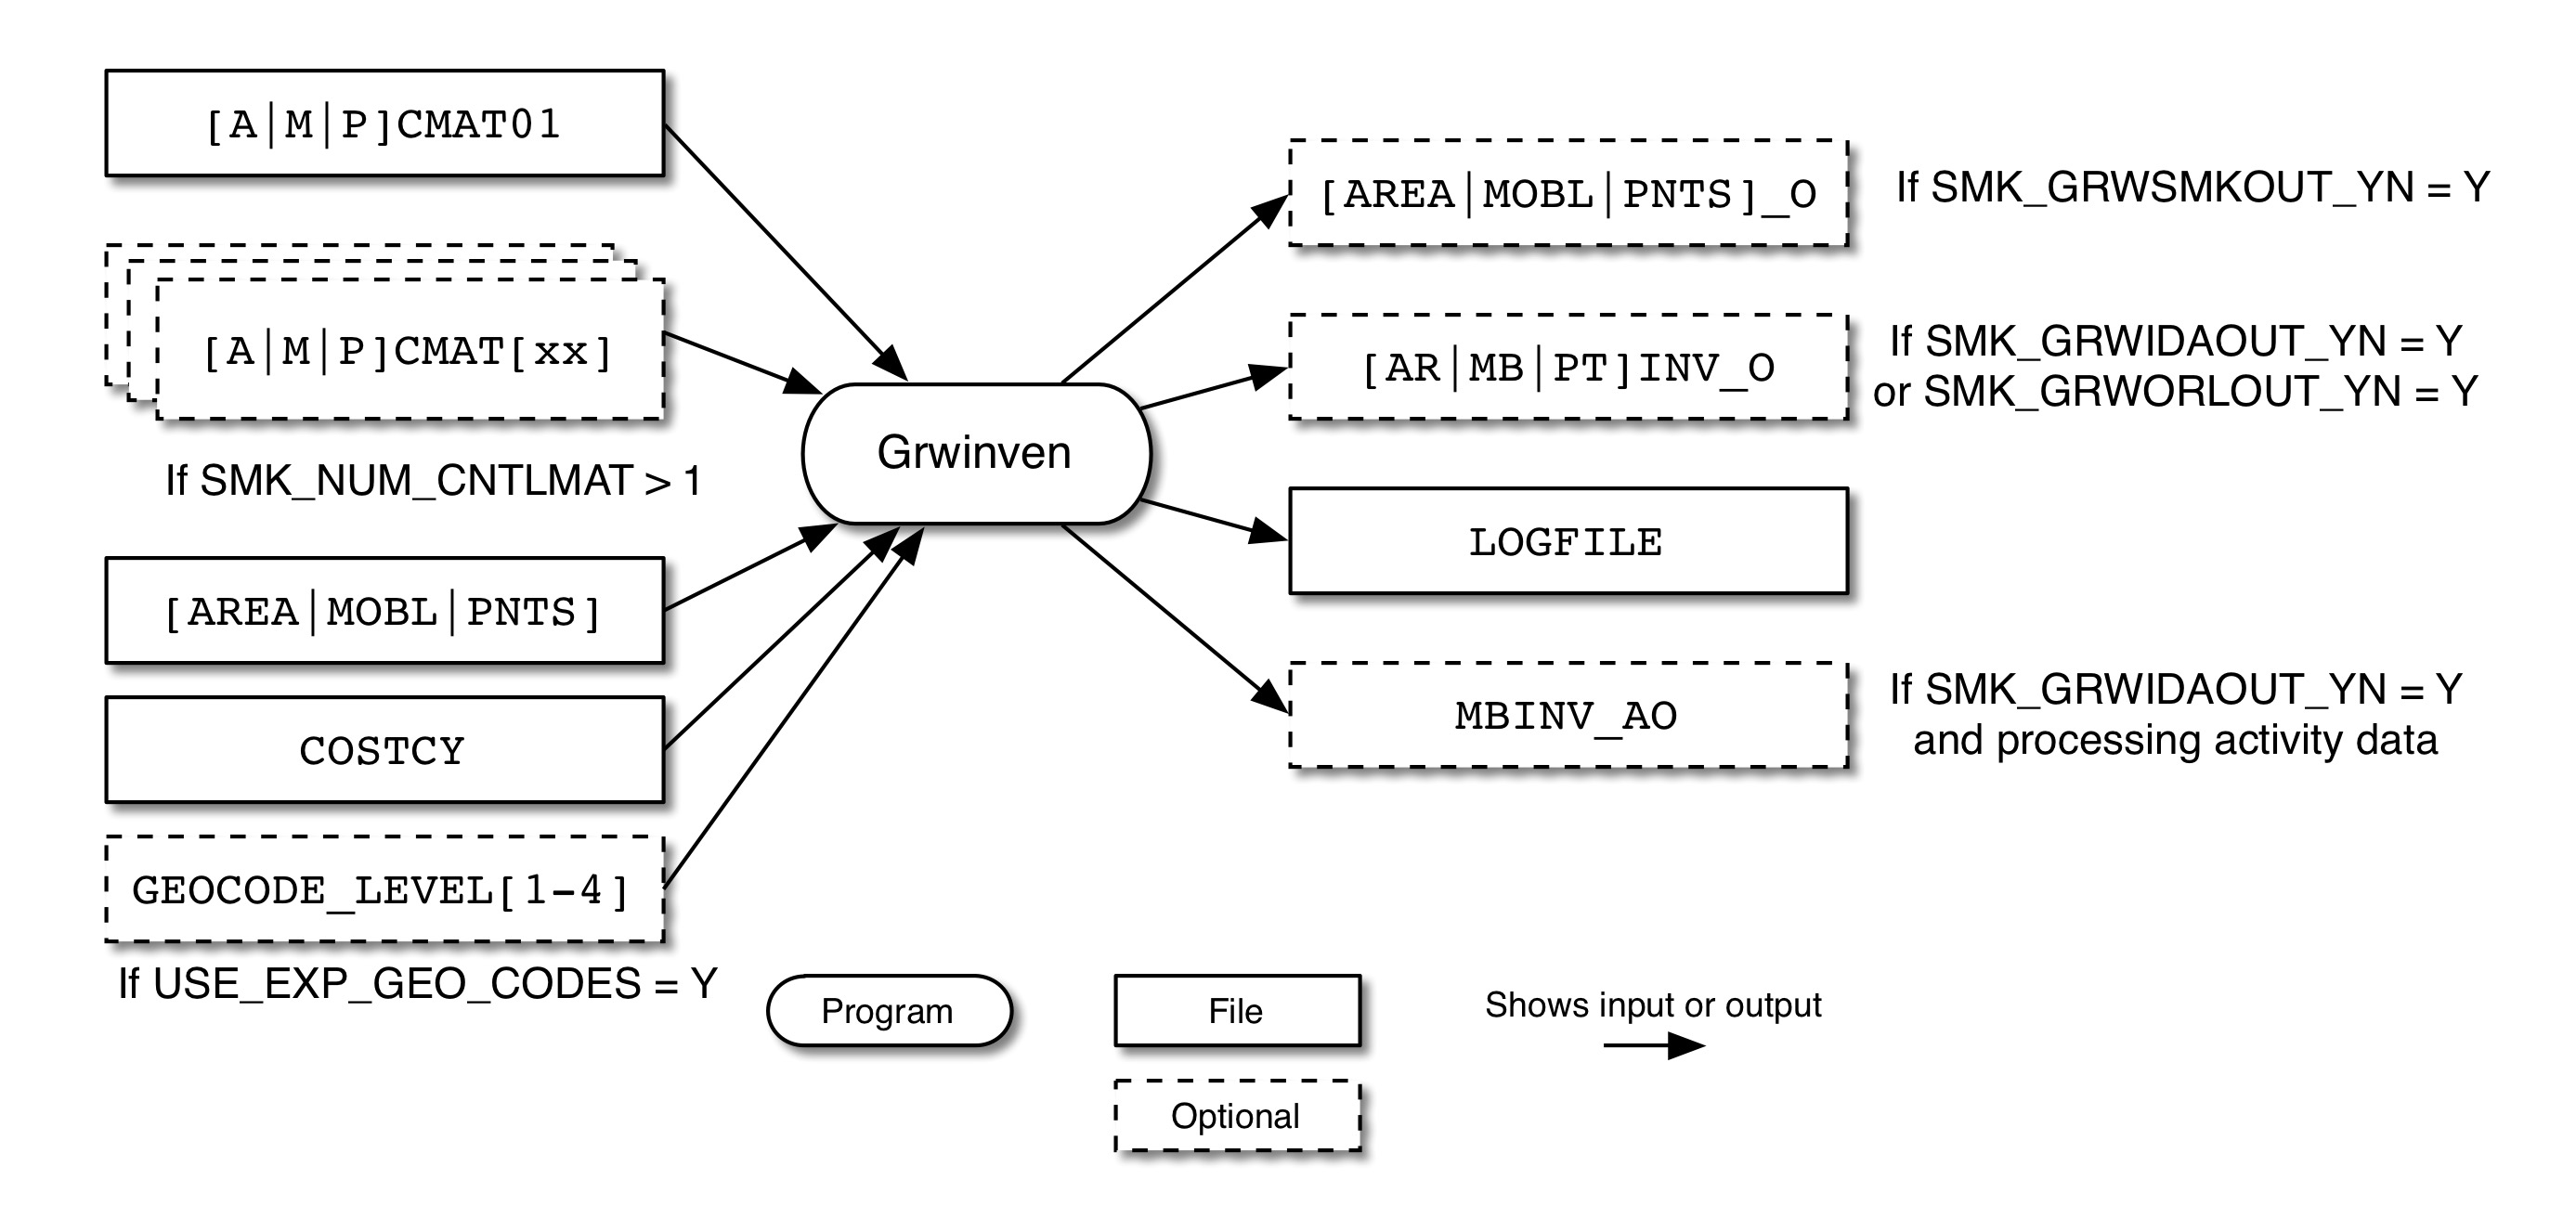 [A|M|P]CMAT01
[A|M|P]CMAT[xx]
If SMK_NUM_CNTLMAT > 1
[AREA|MOBL|PNTS]
COSTCY
GEOCODE_LEVEL[1-4]
If USE_EXP_GEO_CODES = Y
Grwinven
[AREA|MOBL|PNTS]_O
If SMK_GRWSMKOUT_YN = Y
[AR|MB|PT]INV_O
If SMK_GRWIDAOUT_YN = Y
or SMK_GRWORLOUT_YN = Y
LOGFILE
MBINV_AO
If SMK_GRWIDAOUT_YN = Y
and processing activity data
Program
File
Shows input or output
Optional